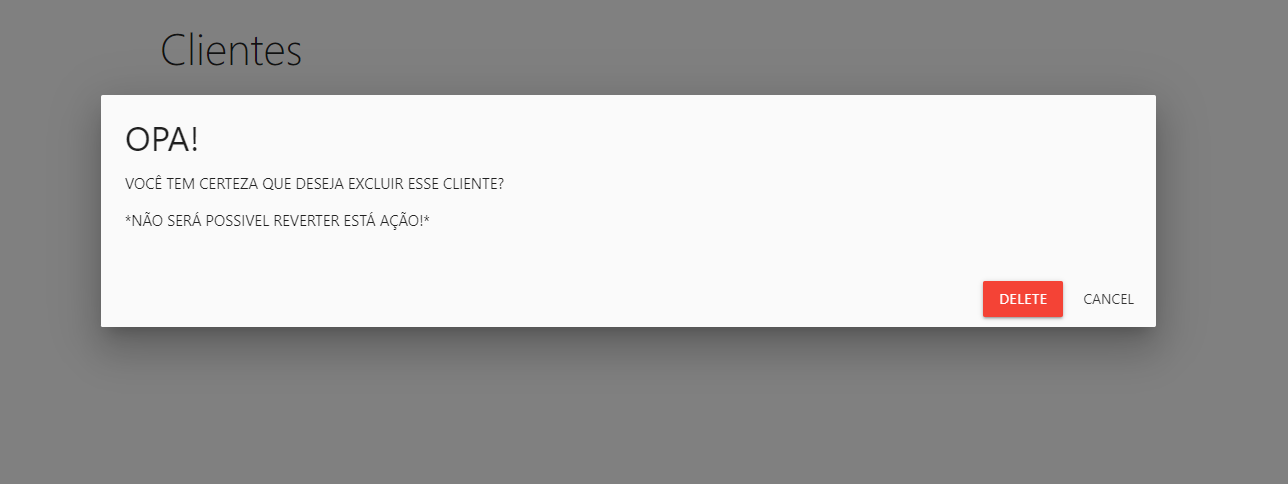 Clientes
OPA!
VOCÊ TEM CERTEZA QUE DESEJA EXCLUIR ESSE CLIENTE?
*NÃO SERÁ POSSIVEL REVERTER ESTÁ AÇÃO!*
DELETE CANCEL